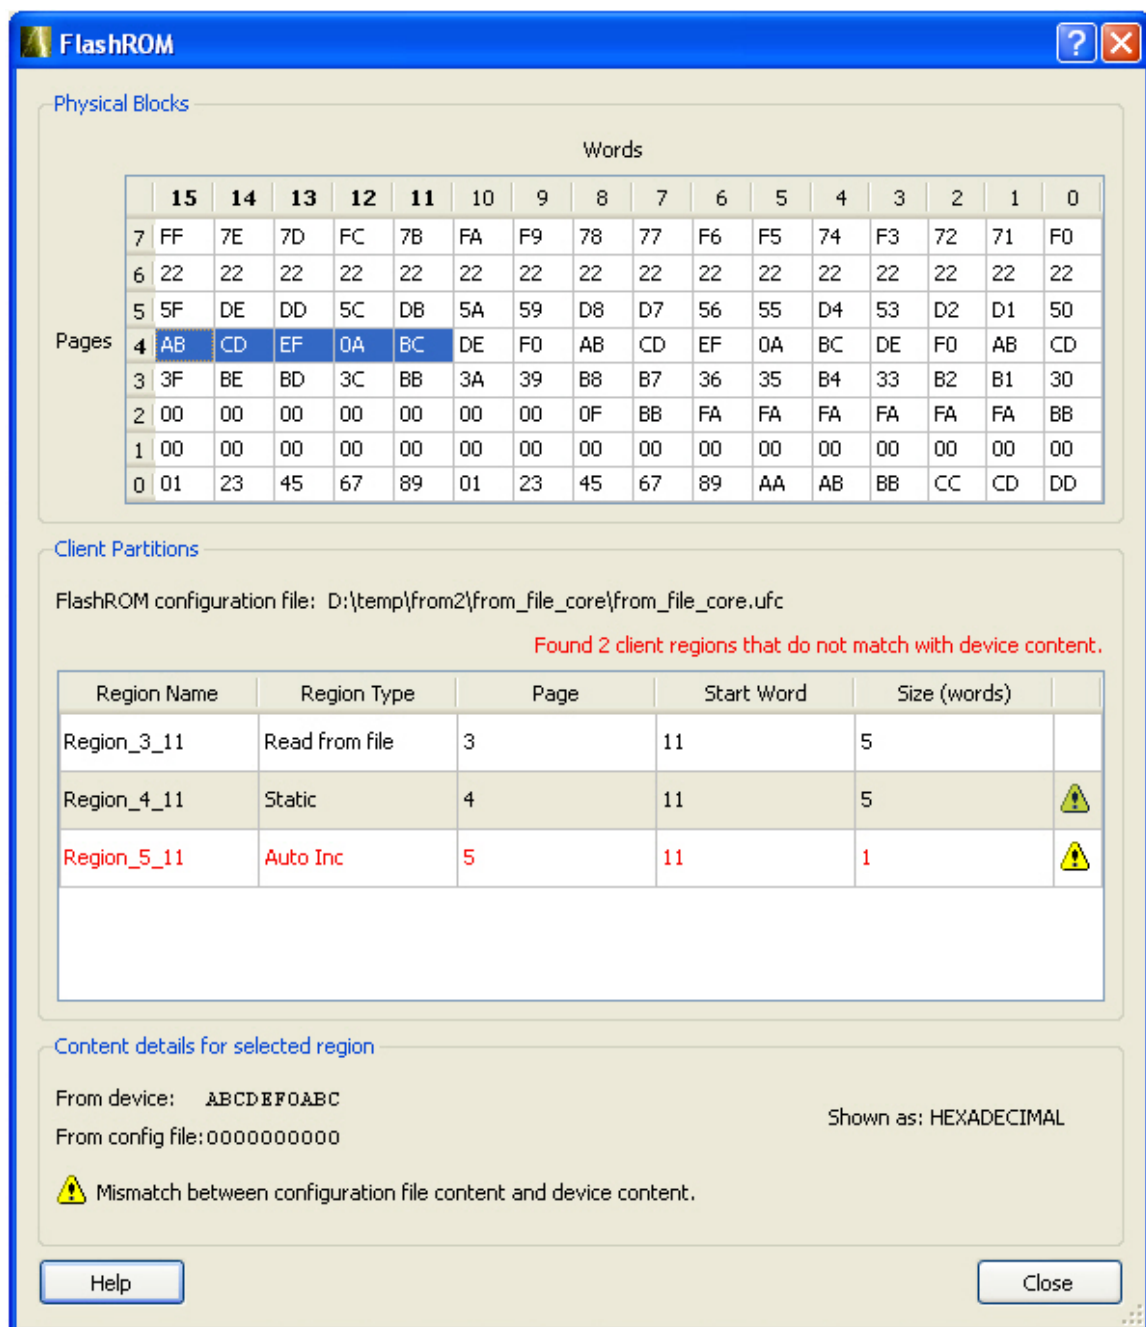 FlashROM
Physical Blocks
Words
15 14 13 12 11 10 9 8 7 6 5 4 3 2 1 0
7 FF 7E 7D FC 7B FA F9 78 77 F6 F5 74 F3 72 71 F0
6 22 22 22 22 22 22 22 22 22 22 22 22 22 22 22 22
5 5F DE DD 5C DB 5A 59 D8 D7 56 55 D4 53 D2 D1 50
Pages 4 AB CD EF 0A BC DE F0 AB CD EF 0A BC DE F0 AB CD
3 3F BE BD 3C BB 3A 39 B8 B7 36 35 B4 33 B2 B1 30
2 00 00 00 00 00 00 00 0F BB FA FA FA FA FA FA BB
1 00 00 00 00 00 00 00 00 00 00 00 00 00 00 00 00
0 01 23 45 67 89 01 23 45 67 89 AA AB BB CC CD DD
Client Partitions
FlashROM configuration file: D:\temp\from2\from_file_core\from_file_core.ufc
Found 2 client regions that do not match with device content.
Region Name Region Type Page Start Word Size (words)
Region_3_11 Read from file 3 11 5
Region_4_11 Static 4 11 5
Region_5_11 Auto Inc 5 11 1
Content details for selected region
From device: ABCDEF0ABC
Shown as: HEXADECIMAL
From config file: 0000000000
Mismatch between configuration file content and device content.
Help Close